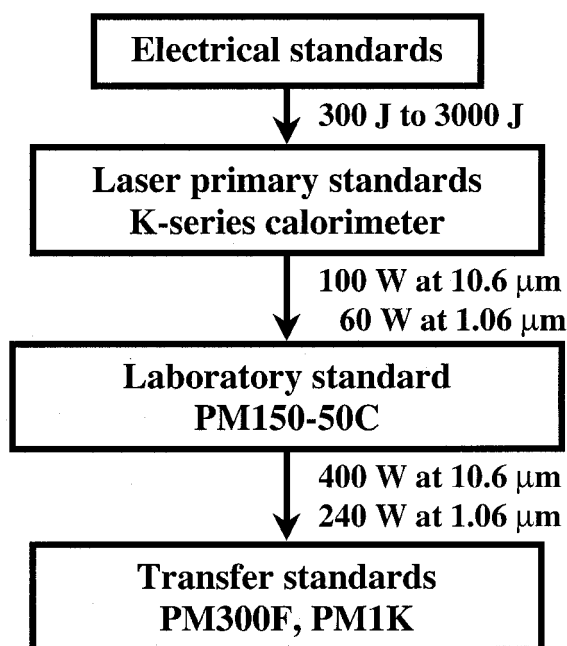 Electrical standards
300 J to 3000 J
Laser primary standards
K-series calorimeter
100 W at 10.6 μm
60 W at 1.06 μm
Laboratory standard
PM150-50C
400 W at 10.6 μm
240 W at 1.06 μm
Transfer standards
PM300F, PM1K